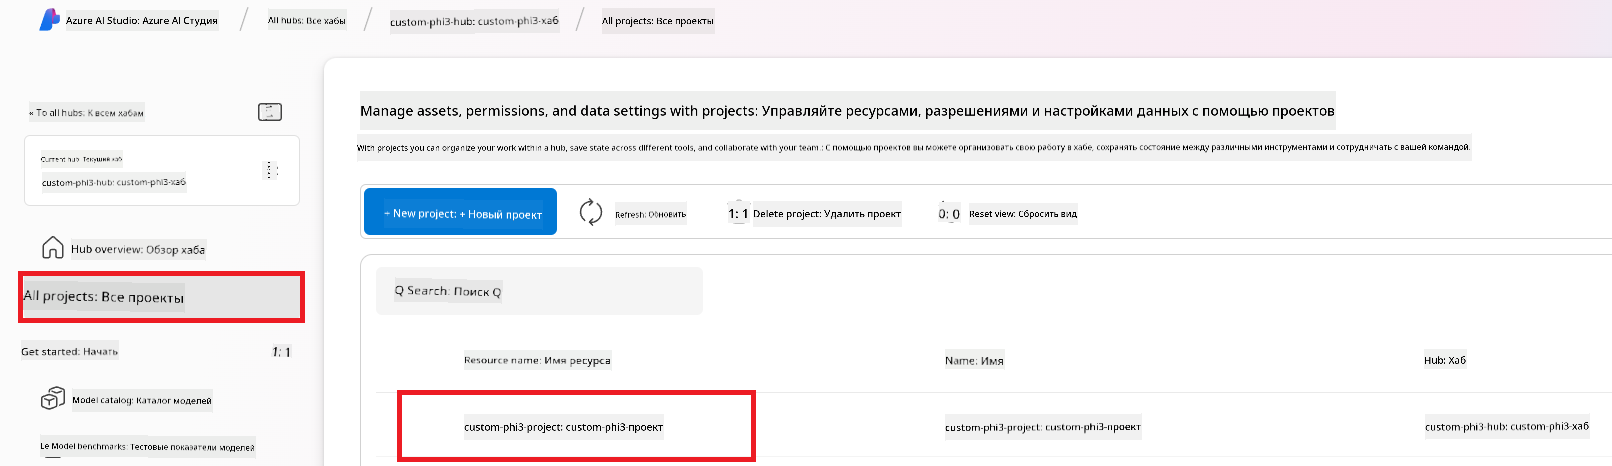 Azure AI Studio: Azure AI Студия / All hubs: Все хабы / custom-phi3-hub: custom-phi3-хаб / All projects: Все проекты
« To all hubs: К всем хабам
Current hub: Текущий хаб
custom-phi3-hub: custom-phi3-хаб
Hub overview: Обзор хаба
All projects: Все проекты
Get started: Начать 1: 1
Model catalog: Каталог моделей
Le Model benchmarks: Тестовые показатели моделей
Manage assets, permissions, and data settings with projects: Управляйте ресурсами, разрешениями и настройками данных с помощью проектов
With projects you can organize your work within a hub, save state across different tools, and collaborate with your team.: С помощью проектов вы можете организовать свою работу в хабе, сохранять состояние между различными инструментами и сотрудничать с вашей командой.
+ New project: + Новый проект Refresh: Обновить 1: 1 Delete project: Удалить проект 0; 0 Reset view: Сбросить вид
Q Search: Поиск Q
Resource name: Имя ресурса Name: Имя Hub: Хаб
custom-phi3-project: custom-phi3-проект custom-phi3-project: custom-phi3-проект custom-phi3-hub: custom-phi3-хаб